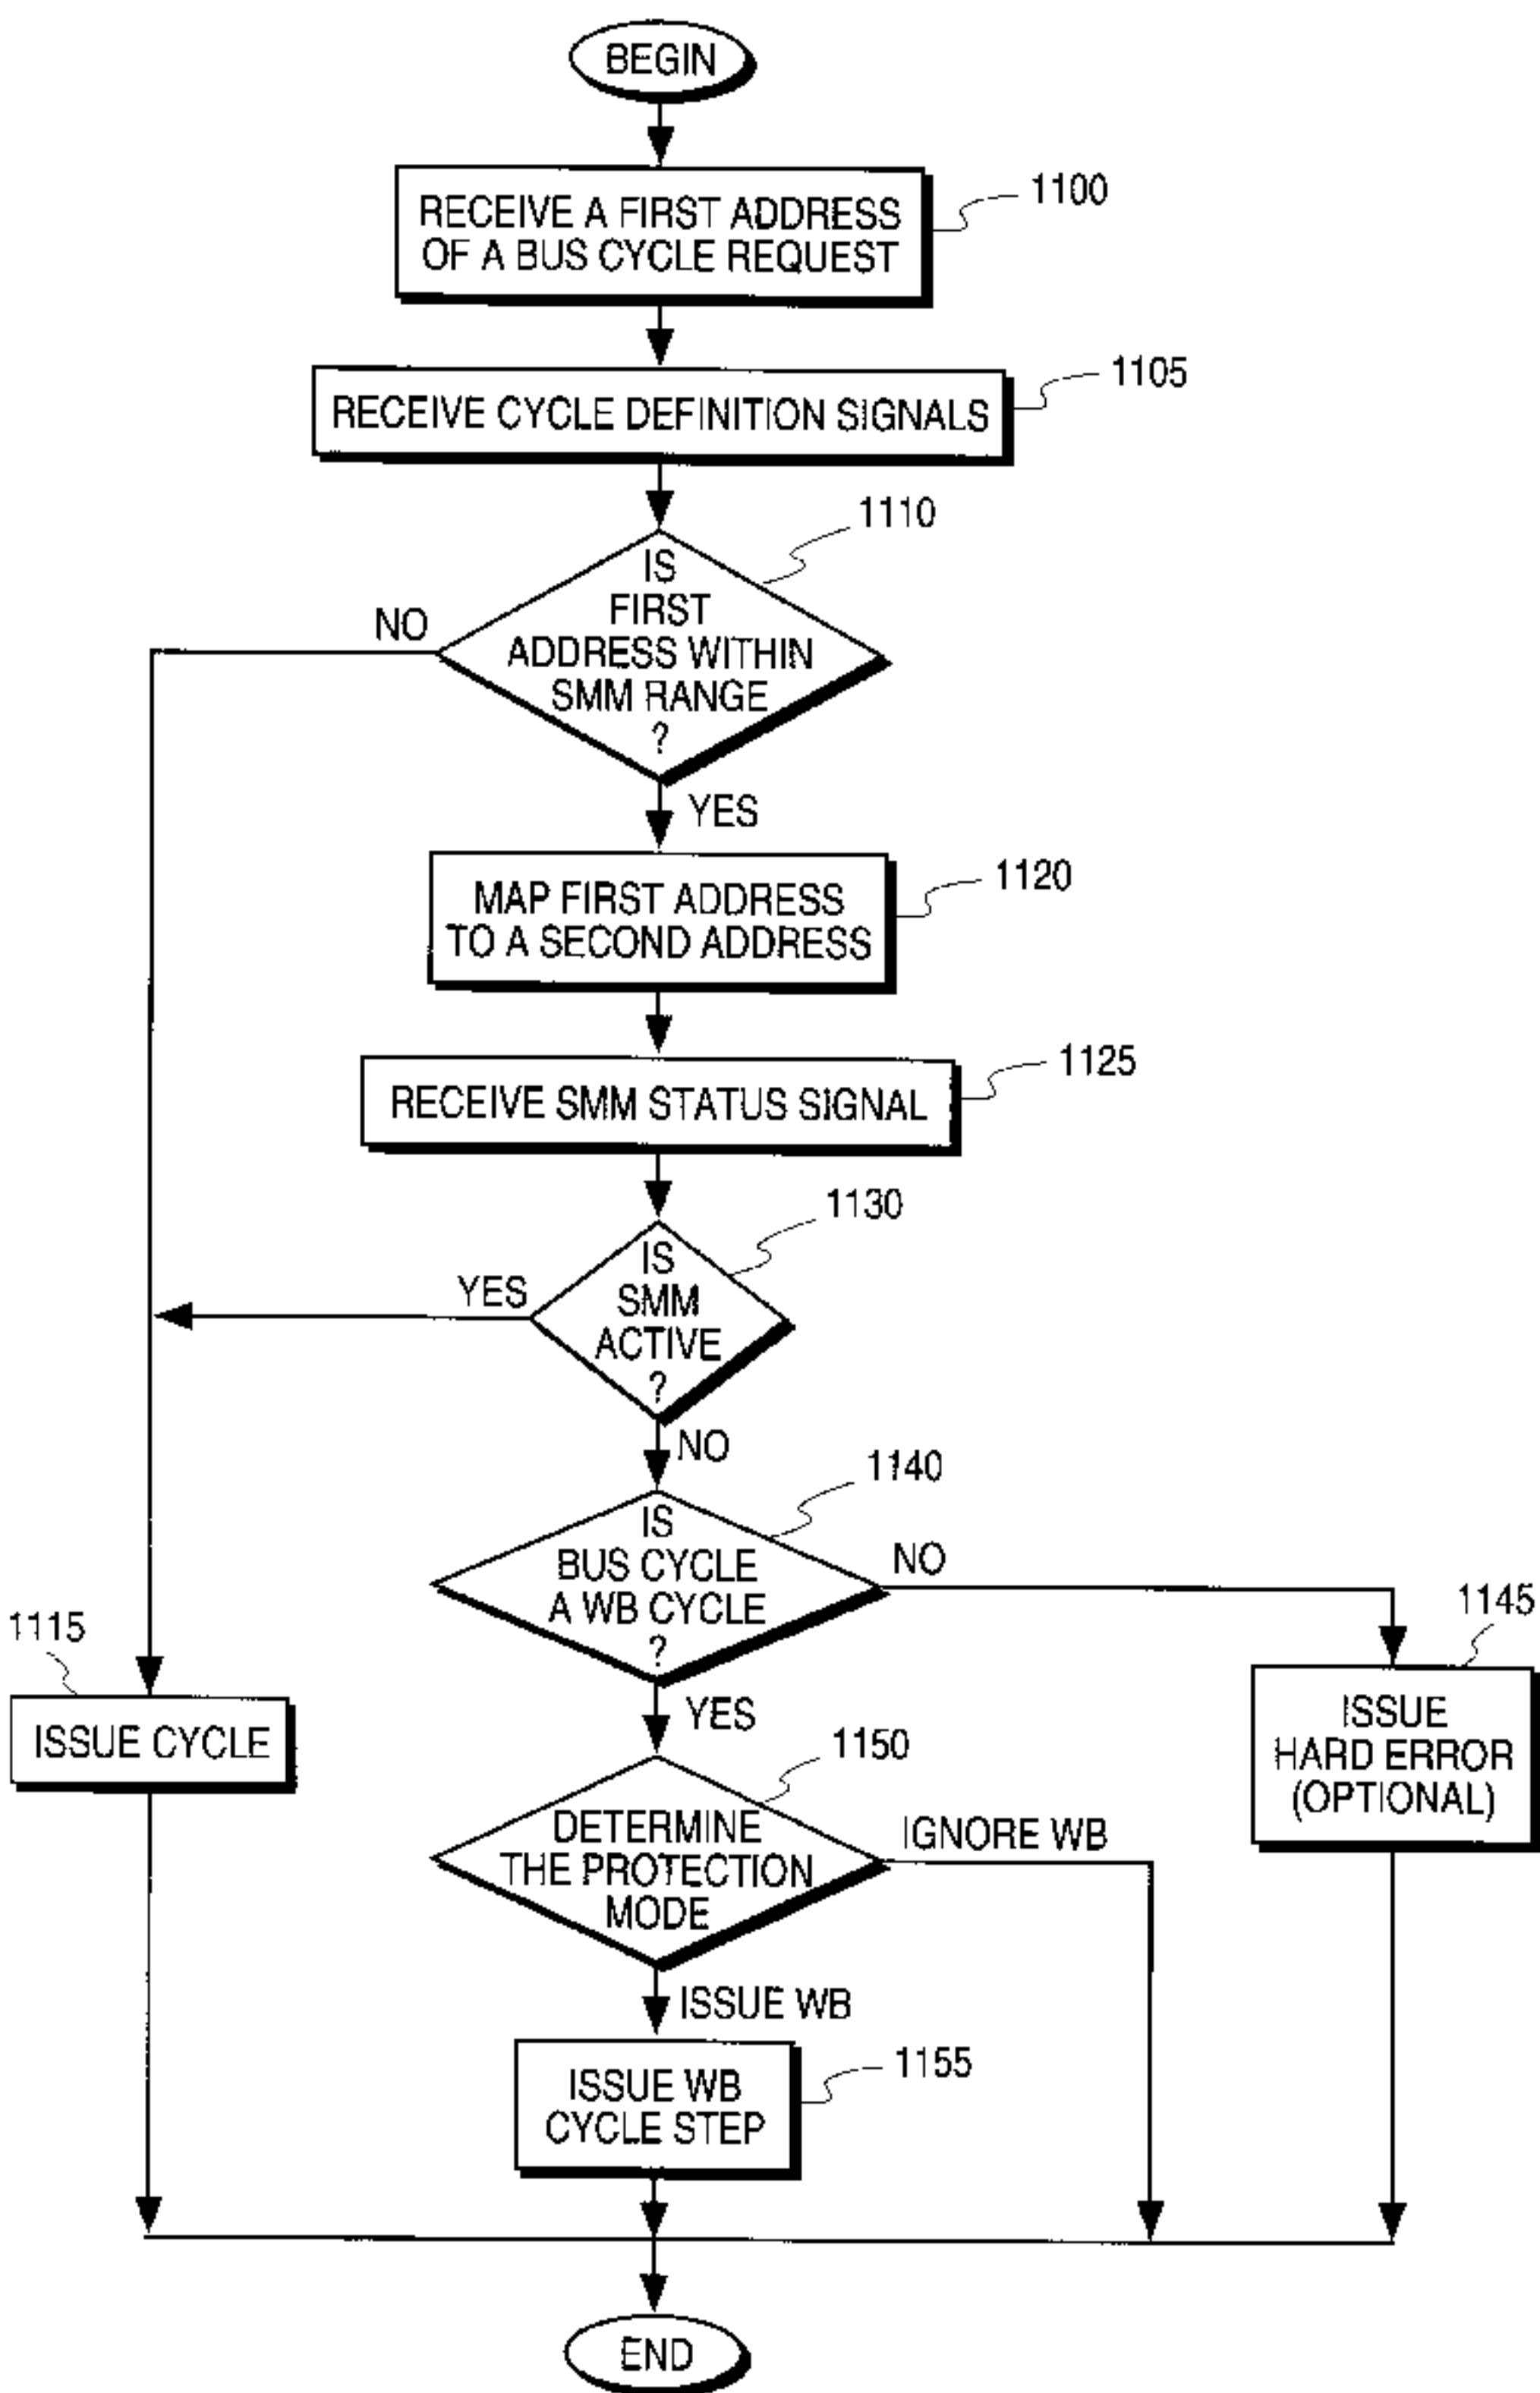 BEGIN
RECEIVE A FIRST ADDRESS
OF A BUS CYCLE REQUEST
1100
RECEIVE CYCLE DEFINITION SIGNALS
1105
IS
FIRST
ADDRESS WITHIN
SMM RANGE
?
1110
NO
YES
MAP FIRST ADDRESS
TO A SECOND ADDRESS
1120
RECEIVE SMM STATUS SIGNAL
1125
IS
SMM
ACTIVE
?
1130
YES
NO
IS
BUS CYCLE
A WB CYCLE
?
1140
NO
YES
1115
ISSUE CYCLE
1145
ISSUE
HARD ERROR
(OPTIONAL)
DETERMINE
THE PROTECTION
MODE
1150
IGNORE WB
ISSUE WB
ISSUE WB
CYCLE STEP
1155
END